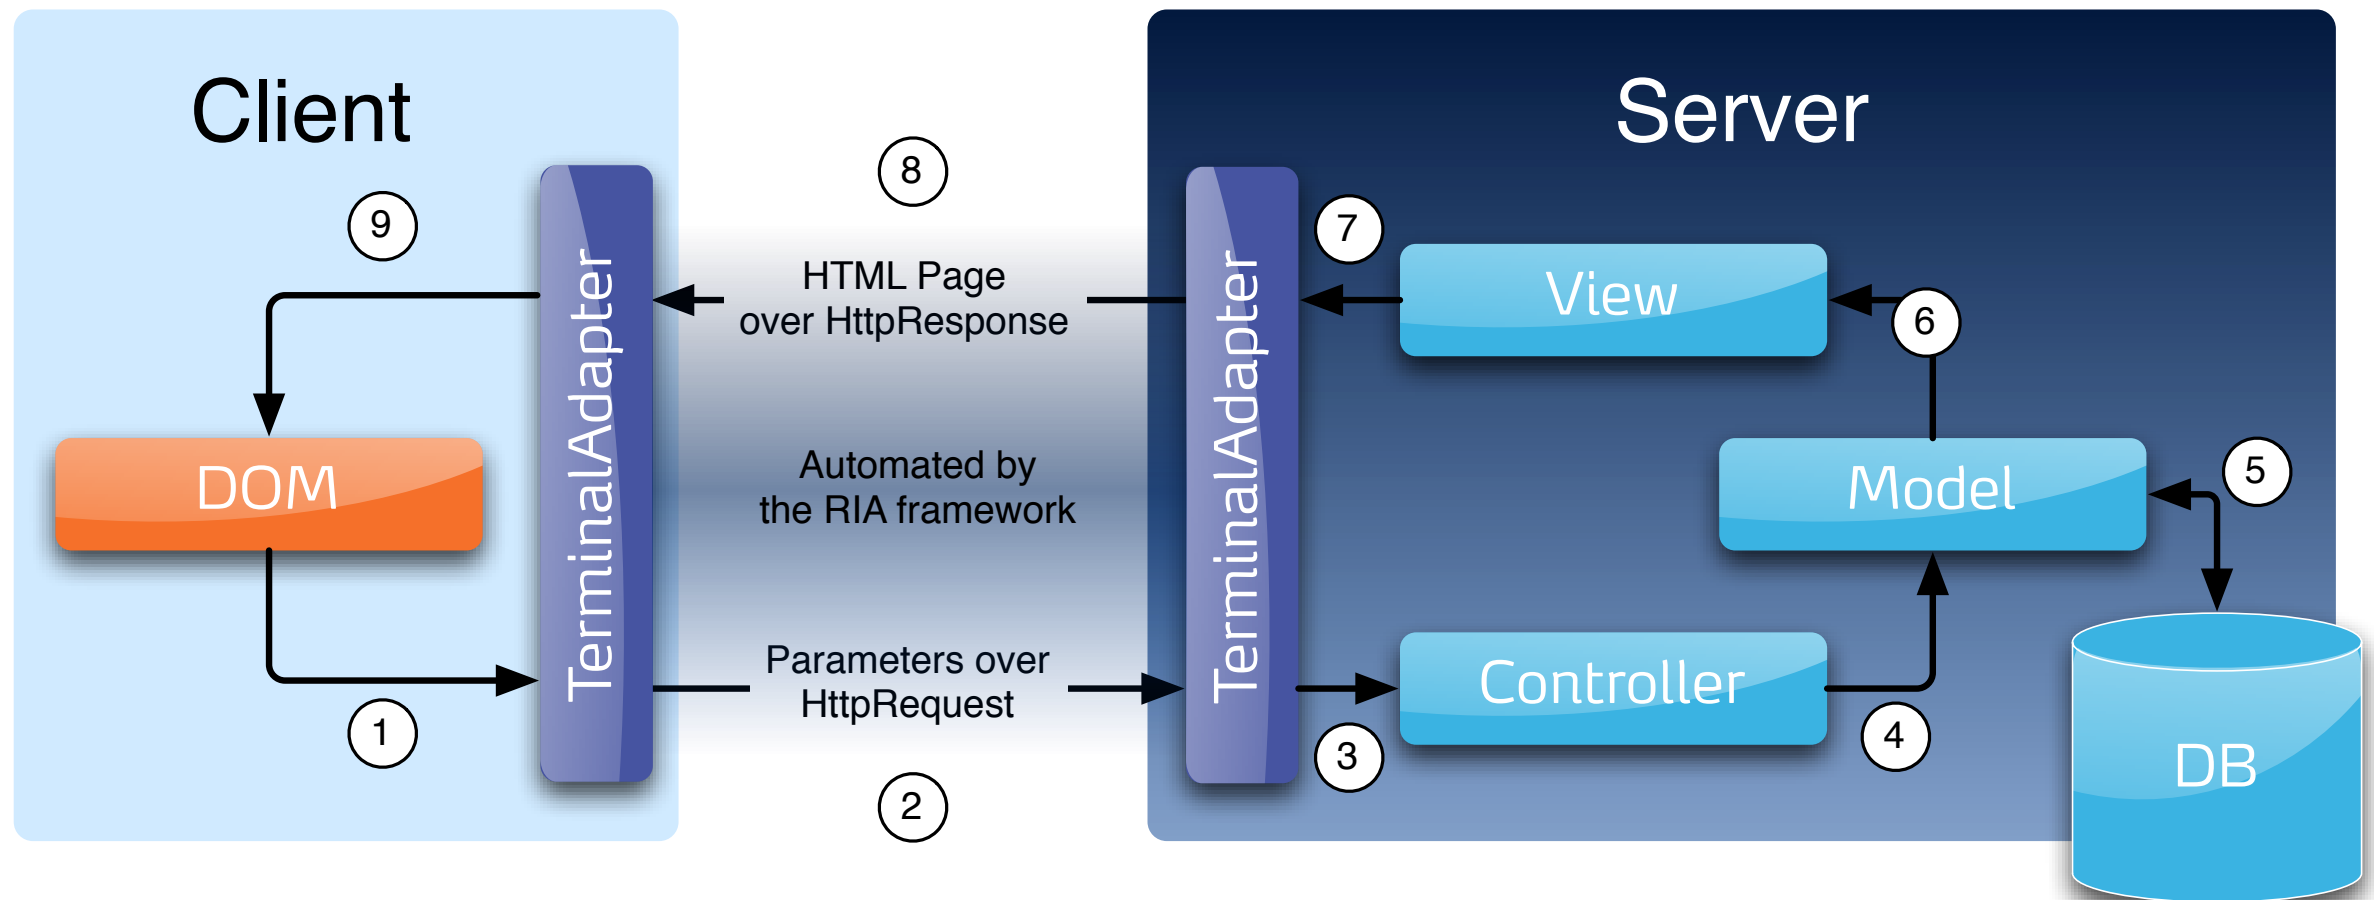 Client
Server
8
9
7
HTML Page
over HttpResponse
View
6
TerminalAdapter
TerminalAdapter
DOM
Automated by
the RIA framework
Model
5
Parameters over
HttpRequest
Controller
1
3
4
DB
2